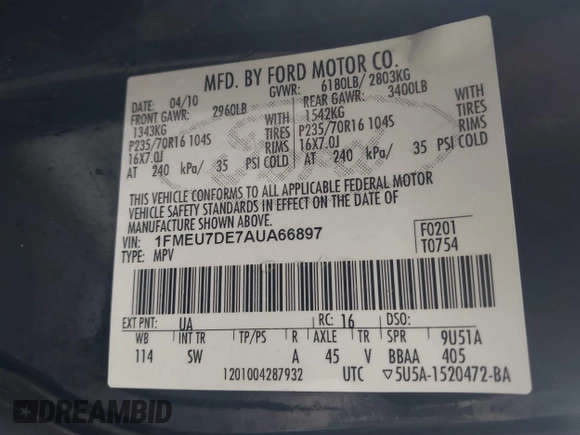 MFD. BY FORD MOTOR CO.
DATE: 04/10 GVWR: 6180LB/ 2803KG
FRONT GAWR: 2960LB REAR GAWR: 3400LB
1343KG WITH 1542KG WITH
P235/70R16 104S TIRES P235/70R16 104S TIRES
16X7.0J RIMS 16X7.0J RIMS
AT 240 kPa/ 35 PSI COLD AT 240 kPa/ 35 PSI COLD
THIS VEHICLE CONFORMS TO ALL APPLICABLE FEDERAL MOTOR
VEHICLE SAFETY STANDARDS IN EFFECT ON THE DATE OF
MANUFACTURE SHOWN ABOVE.
VIN: 1FMEU7DE7AUA66897 F0201
TYPE: MPV T0754
EXT PNT: UA RC: 16 DSO:
WB INT TR TP/PS R AXLE TR SPR 9U51A
114 SW A 45 V BBAA 405
1201004287932 UTC ▽5U5A-1520472-BA
DREAMBID